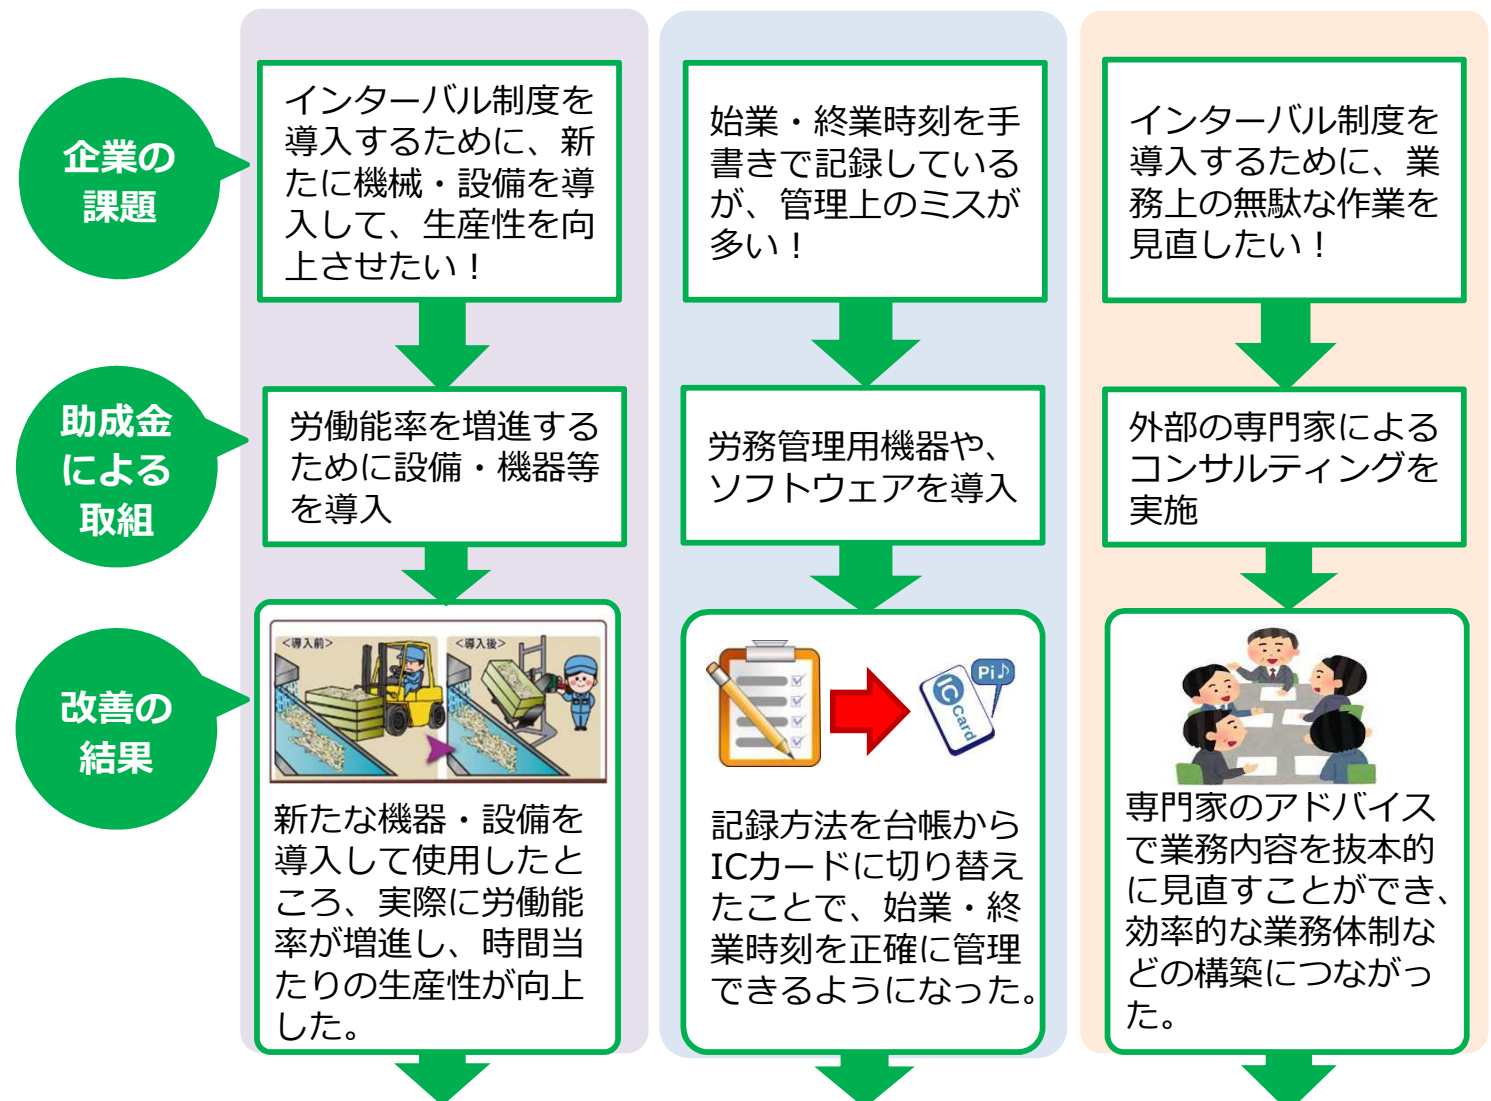 企業の
課題
インターバル制度を
導入するために、新
たに機械・設備を導
入して、生産性を向
上させたい！
始業・終業時刻を手
書きで記録している
が、管理上のミスが
多い！
インターバル制度を
導入するために、業
務上の無駄な作業を
見直したい！
助成金
による
取組
労働能率を増進する
ために設備・機器等
を導入
労務管理用機器や、
ソフトウェアを導入
外部の専門家による
コンサルティングを
実施
改善の
結果
<導入前>
<導入後>
新たな機器・設備を
導入して使用したと
ころ、実際に労働能
率が増進し、時間当
たりの生産性が向上
した。
Pi♪
IC
Card
記録方法を台帳から
ICカードに切り替え
たことで、始業・終
業時刻を正確に管理
できるようになった。
専門家のアドバイス
で業務内容を抜本的
に見直すことができ、
効率的な業務体制な
どの構築につながっ
た。